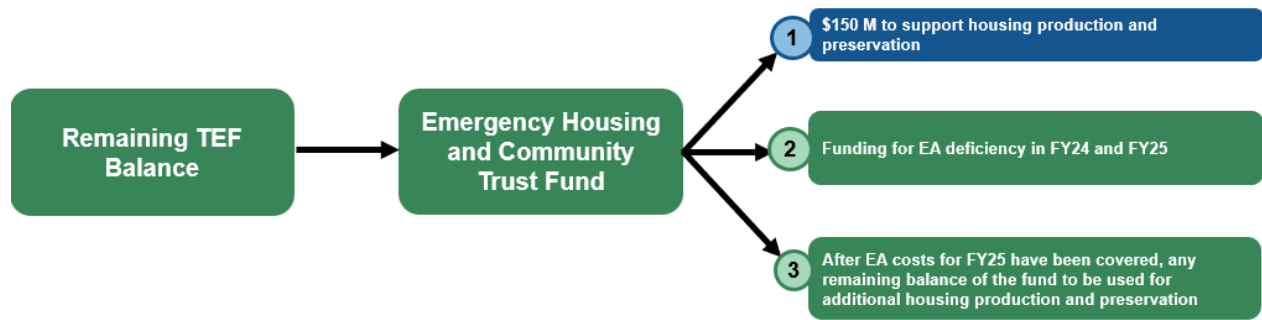 Remaining TEF
Balance
Emergency Housing
and Community
Trust Fund
1
$150 M to support housing production and
preservation
2
Funding for EA deficiency in FY24 and FY25
3
After EA costs for FY25 have been covered, any
remaining balance of the fund to be used for
additional housing production and preservation